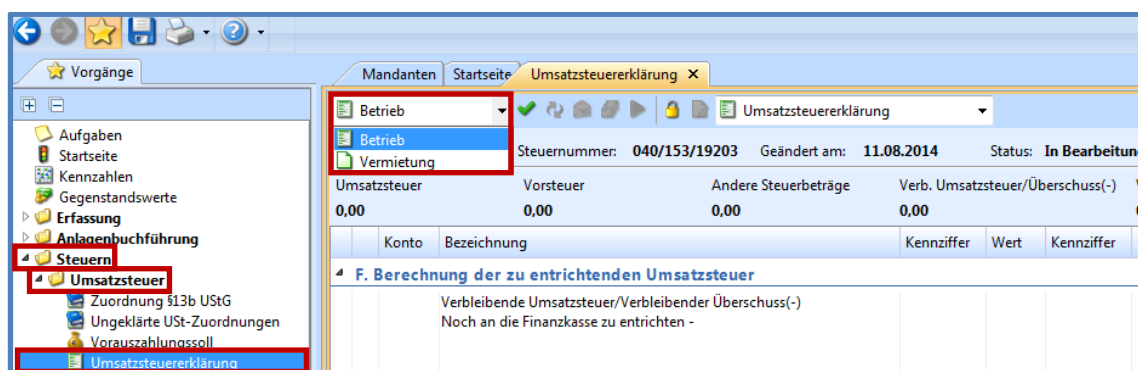 Vorgänge
Mandanten
Startseite
Umsatzsteuererklärung
Betrieb
Umsatzsteuererklärung
Betrieb
Vermietung
Steuernummer: 040/153/19203 Geändert am: 11.08.2014 Status: In Bearbeitun
Umsatzsteuer Vorsteuer Andere Steuerbeträge Verb. Umsatzsteuer/Überschuss(-)
0,00 0,00 0,00 0,00
Konto Bezeichnung Kennziffer Wert Kennziffer
F. Berechnung der zu entrichtenden Umsatzsteuer
Verbleibende Umsatzsteuer/Verbleibender Überschuss(-)
Noch an die Finanzkasse zu entrichten -
Aufgaben
Startseite
Kennzahlen
Gegenstandswerte
Erfassung
Anlagenbuchführung
Steuern
Umsatzsteuer
Zuordnung §13b UStG
Ungeklärte USt-Zuordnungen
Vorauszahlungssoll
Umsatzsteuererklärung